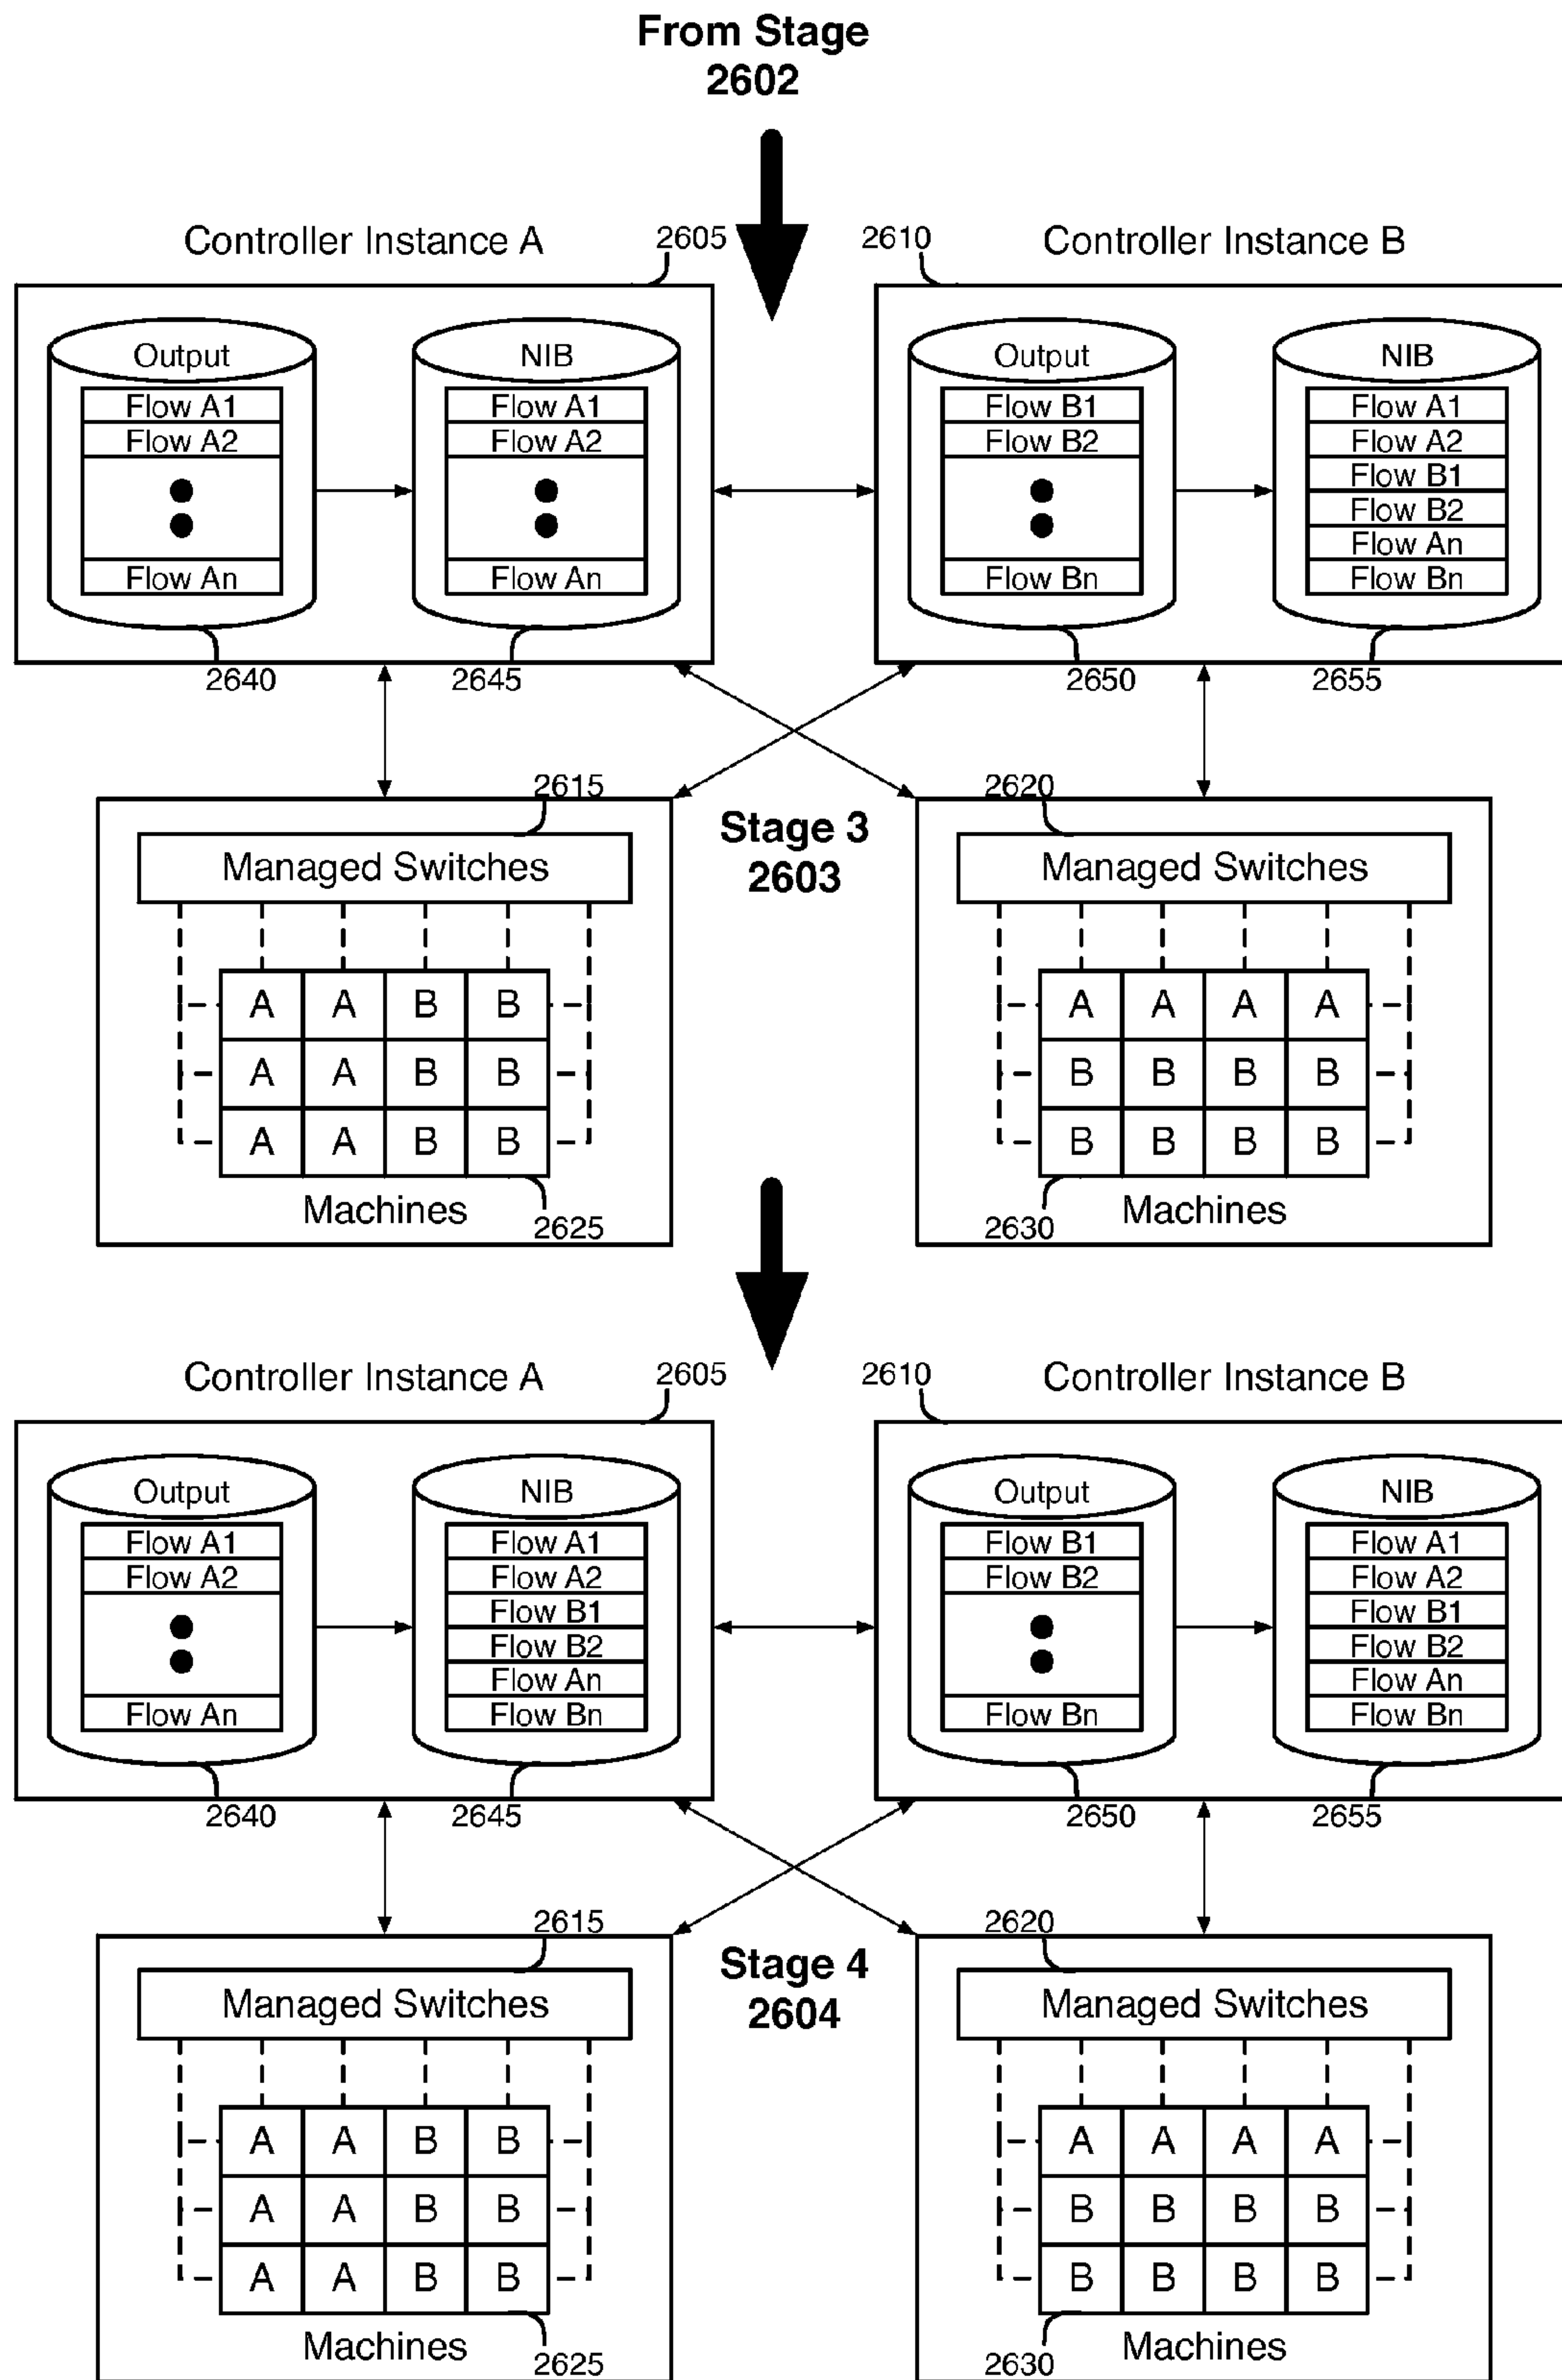 From Stage
2602
Controller Instance A
2605
2610
Controller Instance B
Output
NIB
Output
NIB
Flow A1
Flow A1
Flow B1
Flow A1
Flow A2
Flow A2
Flow B2
Flow A2
Flow B1
Flow B2
Flow An
Flow An
Flow An
Flow Bn
Flow Bn
2640
2645
2650
2655
2615
2620
Stage 3
2603
Managed Switches
Managed Switches
A A B B
A A A A
A A B B
B B B B
A A B B
B B B B
Machines
2625
2630
Machines
Controller Instance A
2605
2610
Controller Instance B
Output
NIB
Output
NIB
Flow A1
Flow A1
Flow B1
Flow A1
Flow A2
Flow A2
Flow B2
Flow A2
Flow B1
Flow B1
Flow B2
Flow B2
Flow An
Flow An
Flow An
Flow Bn
Flow Bn
Flow Bn
2640
2645
2650
2655
2615
2620
Stage 4
2604
Managed Switches
Managed Switches
A A B B
A A A A
A A B B
B B B B
A A B B
B B B B
Machines
2625
2630
Machines